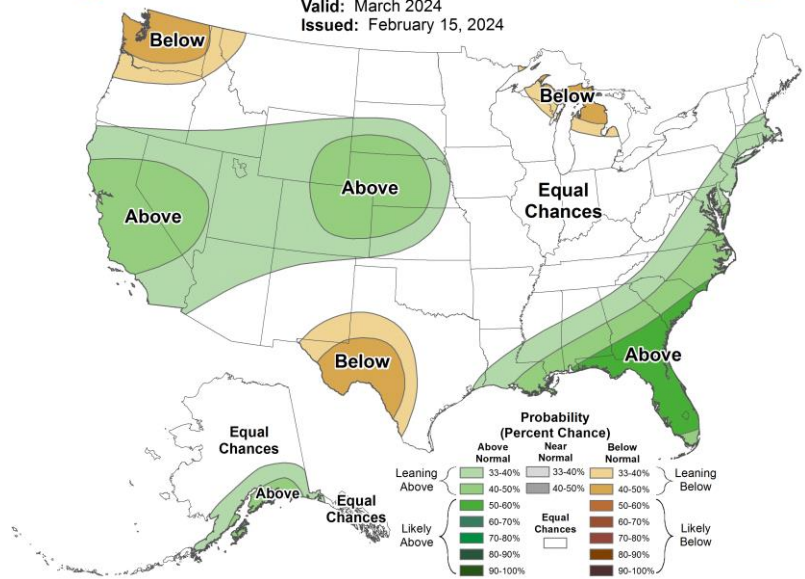 Valid: March 2024
Issued: February 15, 2024
Below
Below
Above
Above
Equal
Chances
Below
Above
Equal
Chances
Above
Equal
Chances
Probability
(Percent Chance)
Above
Normal
Near
Normal
Below
Normal
Leaning
Above
33-40%
40-50%
33-40%
40-50%
33-40%
40-50%
Leaning
Below
Likely
Above
50-60%
60-70%
70-80%
80-90%
90-100%
Equal
Chances
50-60%
60-70%
70-80%
80-90%
90-100%
Likely
Below